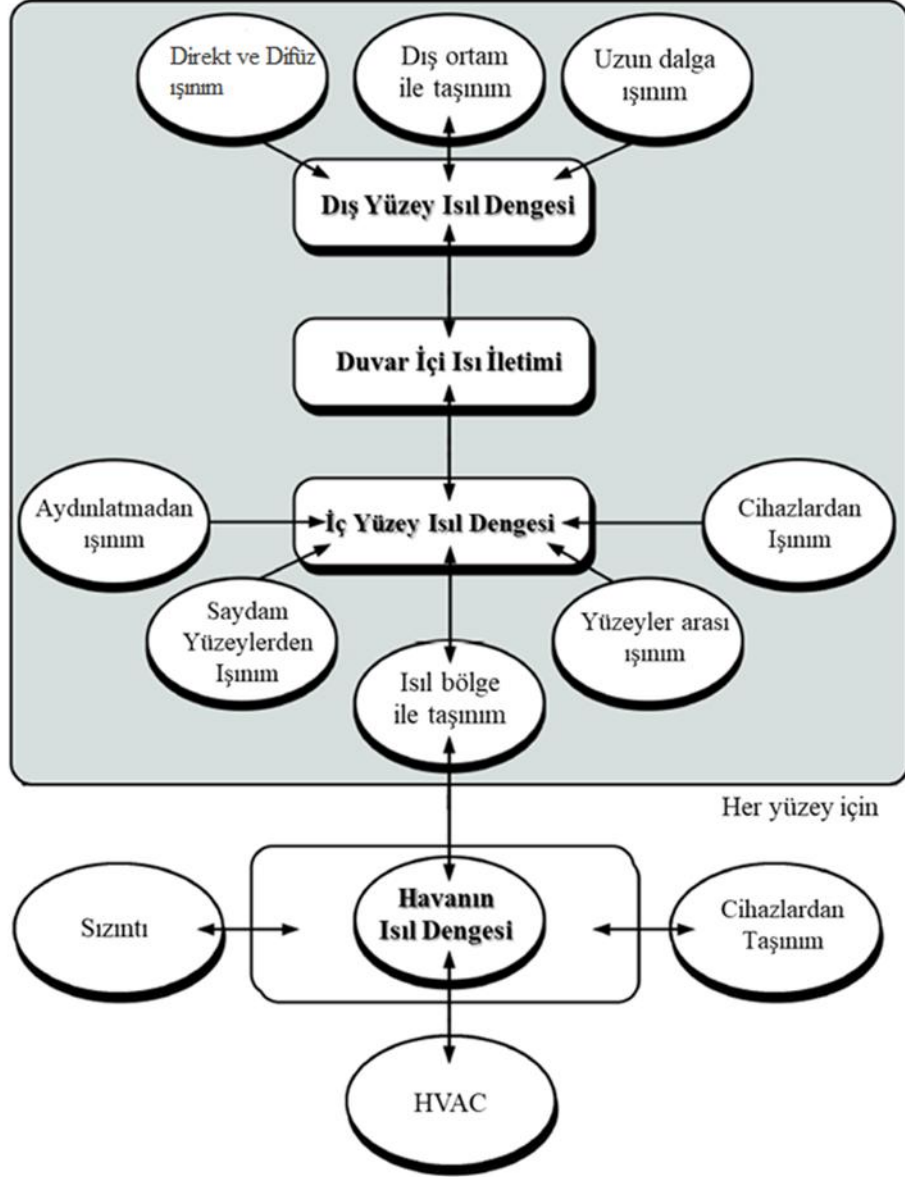 Direkt ve Difüz
ışınım
Dış ortam
ile taşınım
Uzun dalga
ışınım
Dış Yüzey Isıl Dengesi
Duvar İçi Isı İletimi
Aydınlatmadan
ışınım
İç Yüzey Isıl Dengesi
Cihazlardan
Işınım
Saydam
Yüzeylerden
Işınım
Yüzeyler arası
ışınım
Isıl bölge
ile taşınım
Her yüzey için
Sızıntı
Havanın
Isıl Dengesi
Cihazlardan
Taşınım
HVAC